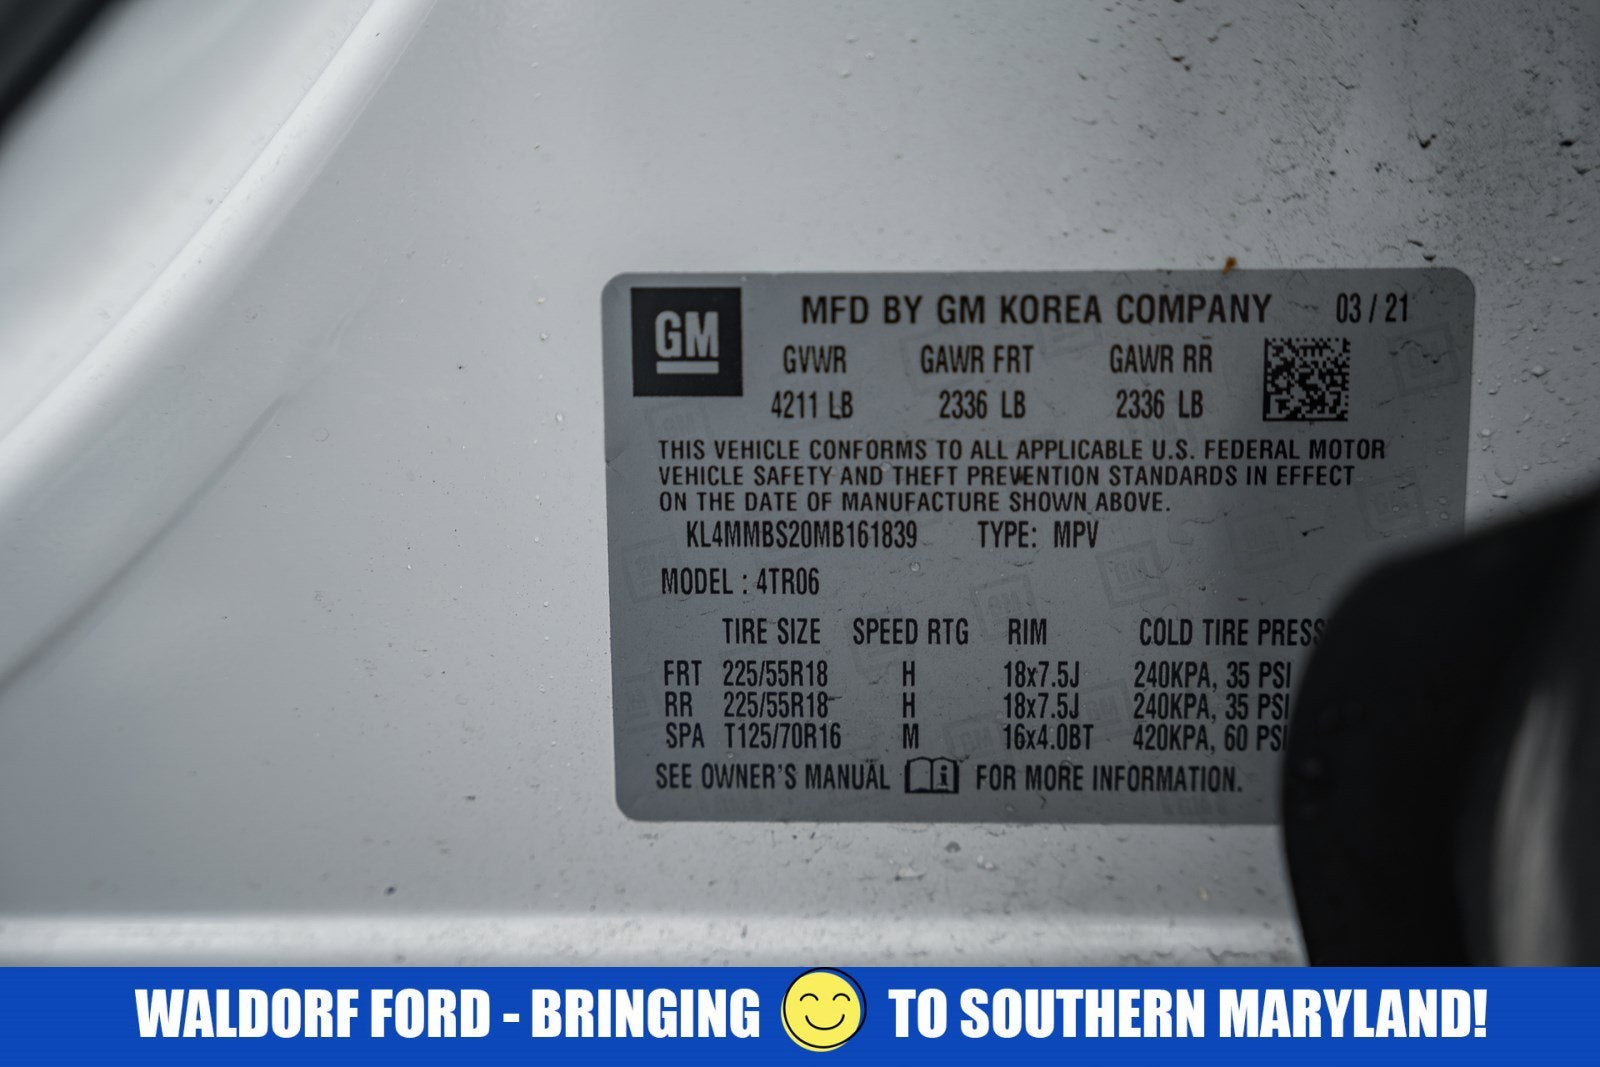 GM
MFD BY GM KOREA COMPANY 03 / 21
GVWR GAWR FRT GAWR RR
4211 LB 2336 LB 2336 LB
THIS VEHICLE CONFORMS TO ALL APPLICABLE U.S. FEDERAL MOTOR
VEHICLE SAFETY AND THEFT PREVENTION STANDARDS IN EFFECT
ON THE DATE OF MANUFACTURE SHOWN ABOVE.
KL4MMBS20MB161839 TYPE: MPV
MODEL : 4TR06
TIRE SIZE SPEED RTG RIM COLD TIRE PRESS
FRT 225/55R18 H 18x7.5J 240KPA, 35 PSI
RR 225/55R18 H 18x7.5J 240KPA, 35 PSI
SPA T125/70R16 M 16x4.0BT 420KPA, 60 PSI
SEE OWNER'S MANUAL FOR MORE INFORMATION.
WALDORF FORD - BRINGING TO SOUTHERN MARYLAND!